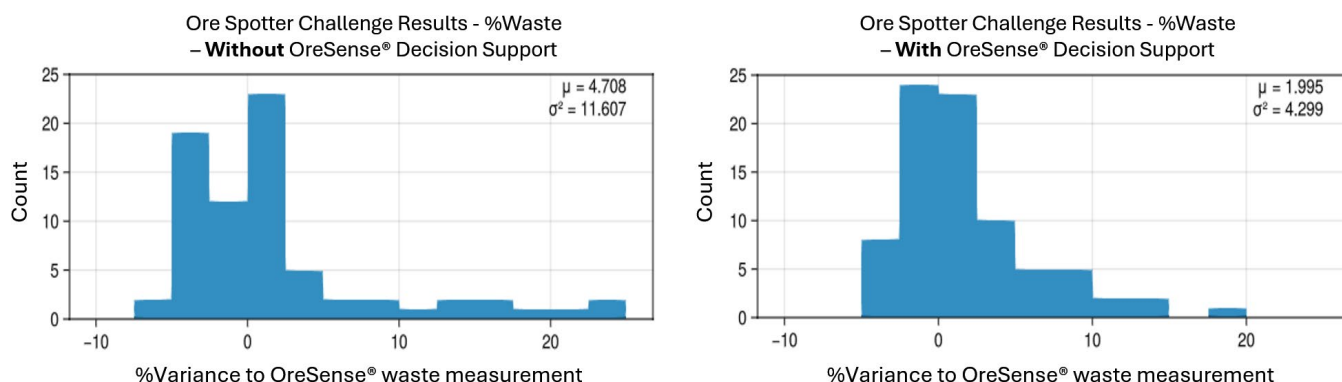 Ore Spotter Challenge Results - %Waste
– Without OreSense® Decision Support
25
20
15
10
5
0
Count
μ = 4.708
σ² = 11.607
−10
0
10
20
%Variance to OreSense® waste measurement
Ore Spotter Challenge Results - %Waste
– With OreSense® Decision Support
25
20
15
10
5
0
Count
μ = 1.995
σ² = 4.299
−10
0
10
20
%Variance to OreSense® waste measurement